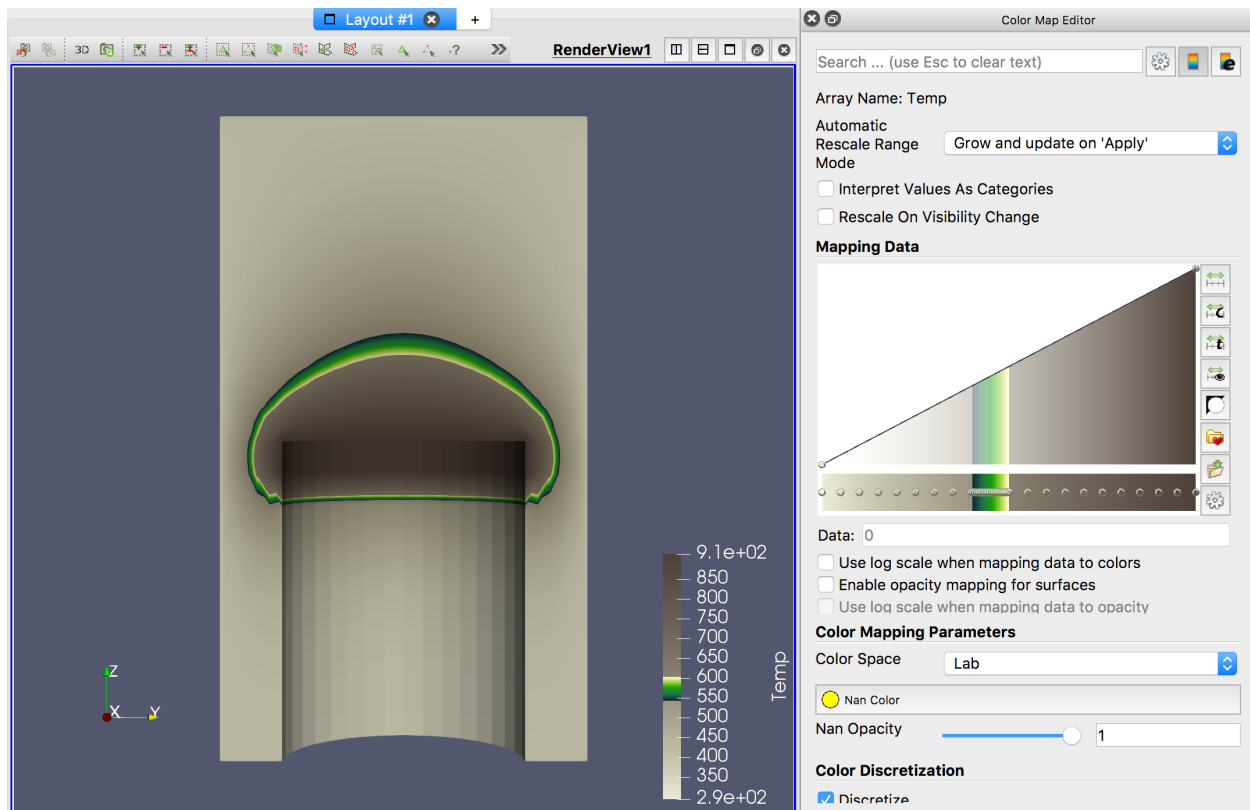 Layout #1
+
3D
?
RenderView1
Z
X
Y
9.1e+02
850
800
750
700
650
600
550
500
450
400
350
2.9e+02
Temp
Color Map Editor
Search ... (use Esc to clear text)
e
Array Name: Temp
Automatic
Rescale Range
Mode
Grow and update on 'Apply'
Interpret Values As Categories
Rescale On Visibility Change
Mapping Data
Data: 0
Use log scale when mapping data to colors
Enable opacity mapping for surfaces
Use log scale when mapping data to opacity
Color Mapping Parameters
Color Space Lab
Nan Color
Nan Opacity 1
Color Discretization
Discretize